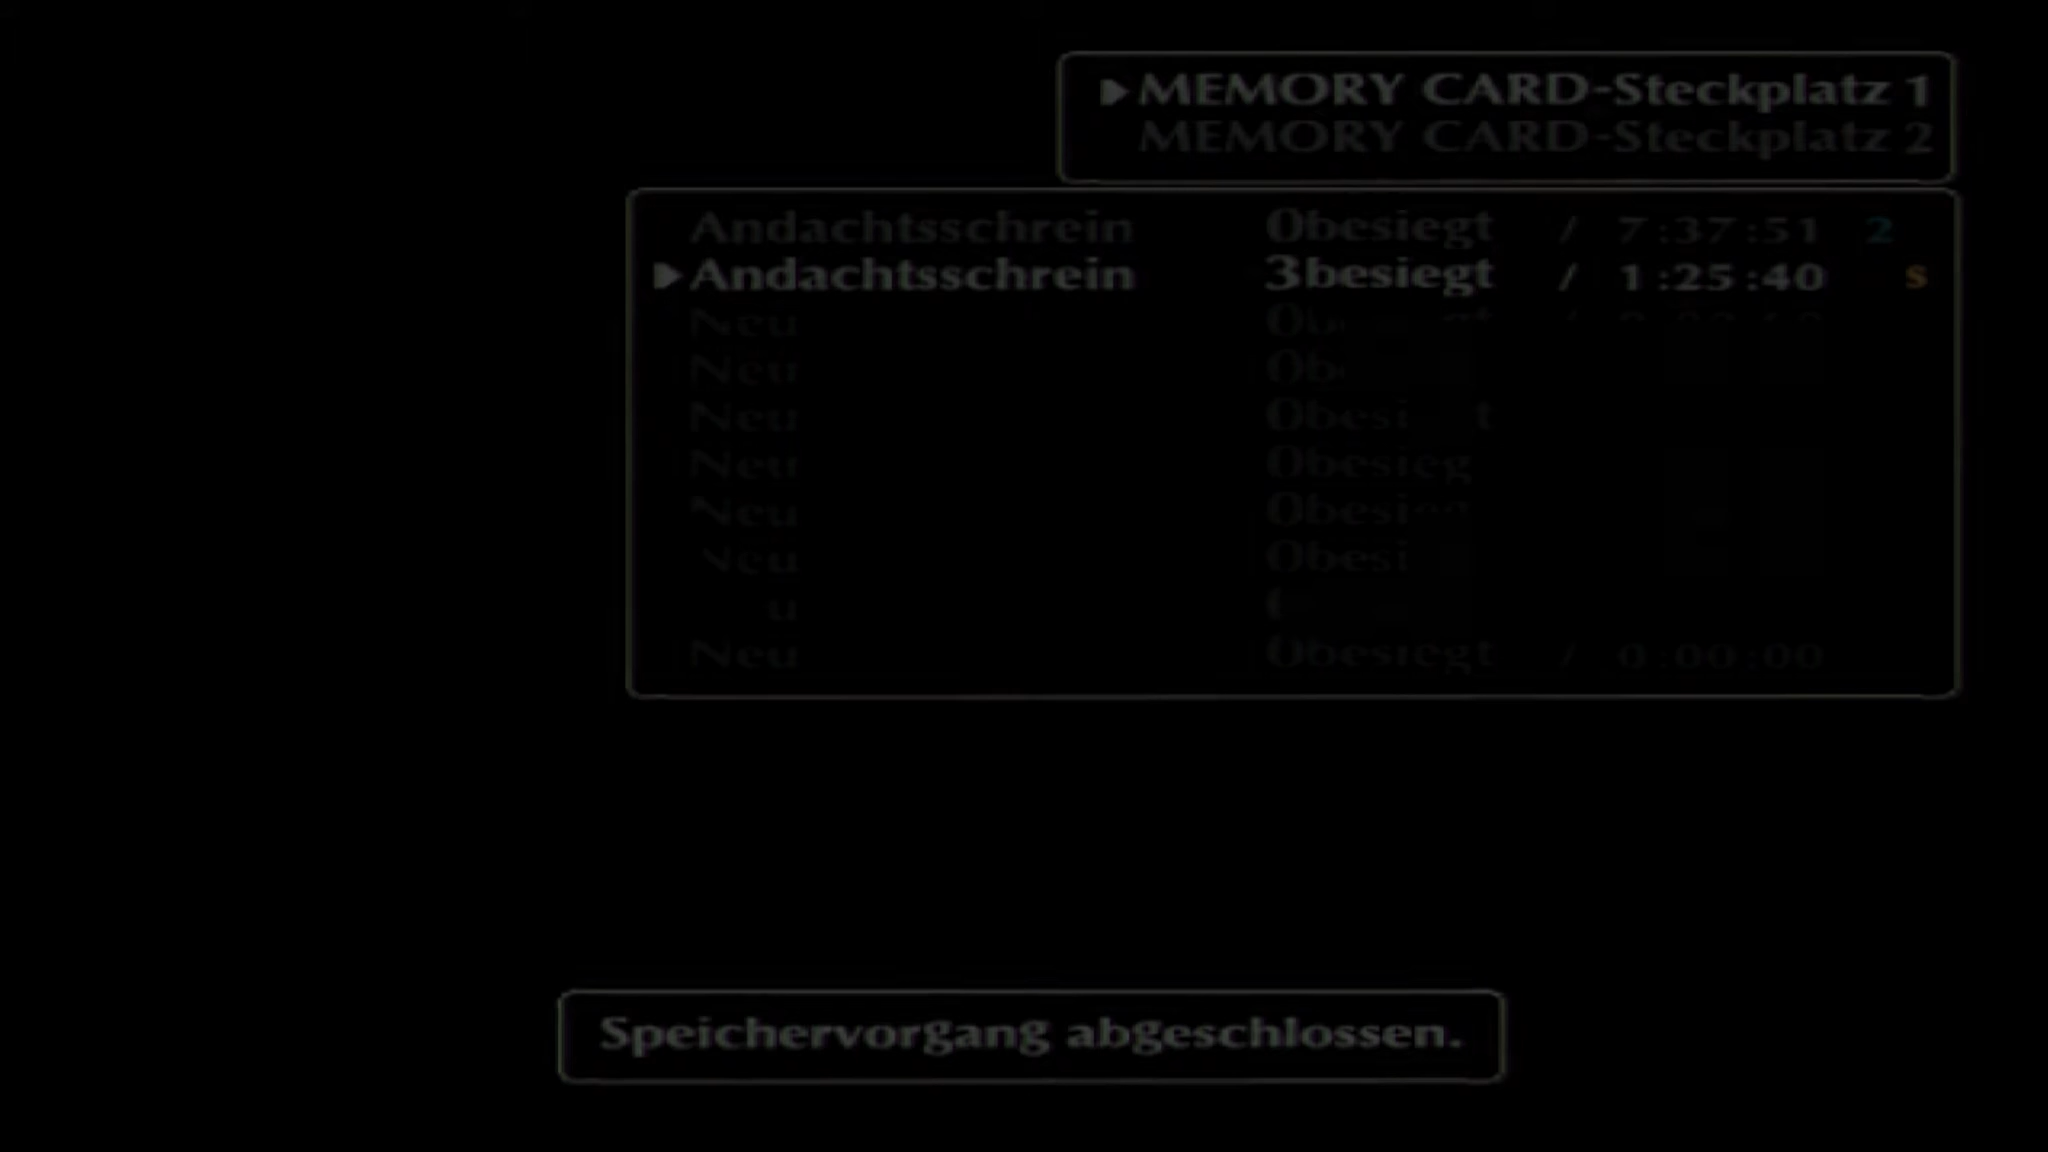 MEMORY CARD-Steckplatz 1
MEMORY CARD-Steckplatz 2
Andachtsschrein 0besiegt / 7:37:51 2
Andachtsschrein 3besiegt / 1:25:40 s
Neu
Neu
Neu
Neu 0besieg
Neu
Neu
Neu 0besiegt / 0:00:00
Speichervorgang abgeschlossen.